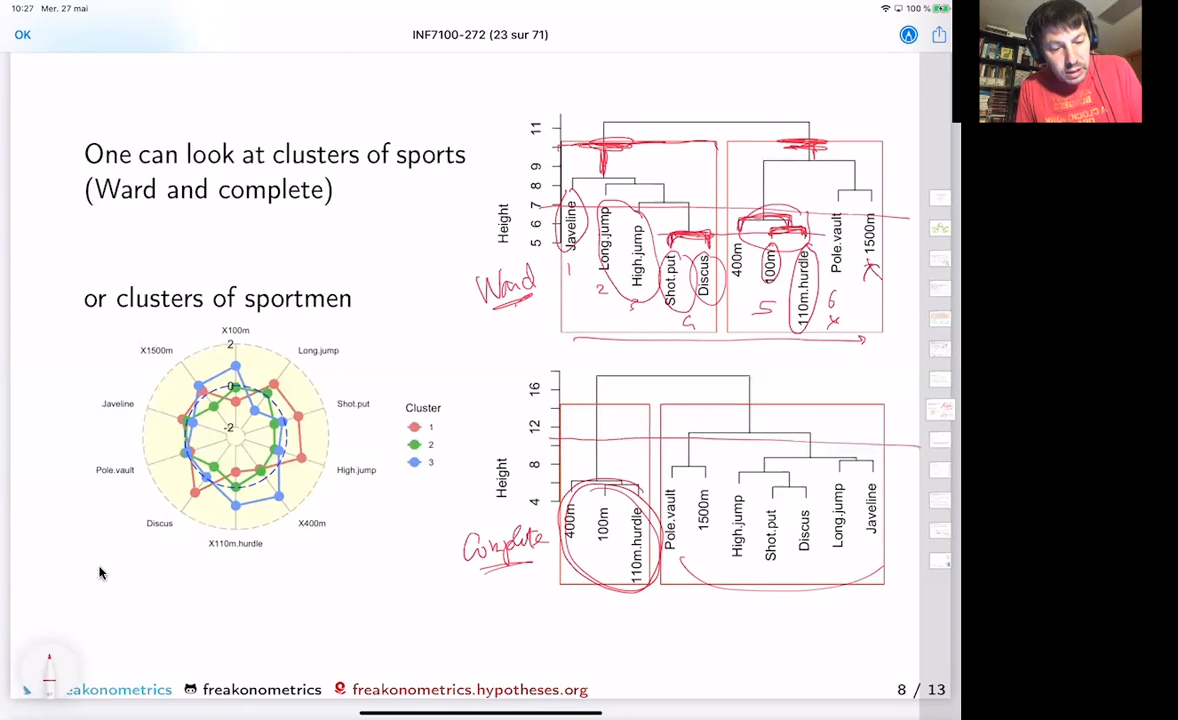 10:27 Mer. 27 mai
100 %
OK
INF7100-272 (23 sur 71)
One can look at clusters of sports
(Ward and complete)
or clusters of sportmen
X100m
Long.jump
Shot.put
High.jump
X400m
X110m.hurdle
Discus
Pole.vault
Javeline
X1500m
2
0
-2
Cluster
1
2
3
Height
5 6 7 8 9 11
Javeline
Long.jump
High.jump
Shot.put
Discus
400m
100m
110m.hurdle
Pole.vault
1500m
Ward
1
2
5
6
Height
4 8 12 16
400m
100m
110m.hurdle
Pole.vault
1500m
High.jump
Shot.put
Discus
Long.jump
Javeline
Complete
akonometrics freakonometrics freakonometrics.hypotheses.org
8 / 13